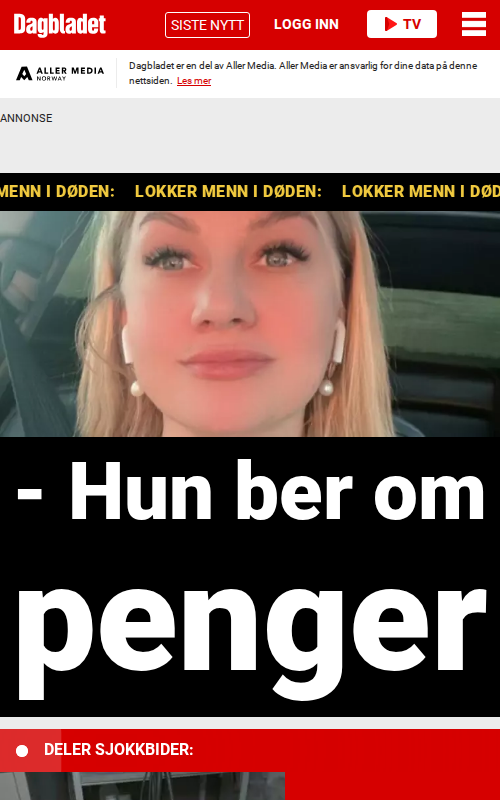 Dagbladet
SISTE NYTT
LOGG INN
TV
ALLER MEDIA
NORWAY
Dagbladet er en del av Aller Media. Aller Media er ansvarlig for dine data på denne
nettsiden. Les mer
ANNONSE
MENN I DØDEN: LOKKER MENN I DØDEN: LOKKER MENN I DØD
- Hun ber om
penger
DELER SJOKKBIDER: